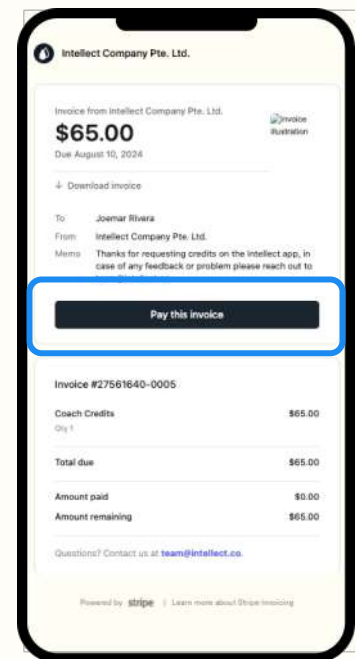 Intellect Company Pte. Ltd.
Invoice from Intellect Company Pte. Ltd.
$65.00
Invoice
illustration
Due August 10, 2024
↓ Download invoice
To Joemar Rivera
From Intellect Company Pte. Ltd.
Memo Thanks for requesting credits on the Intellect app, in
case of any feedback or problem please reach out to
Pay this invoice
Invoice #27561640-0005
Coach Credits $65.00
Qty 1
Total due $65.00
Amount paid $0.00
Amount remaining $65.00
Questions? Contact us at team@intellect.co.
Powered by stripe | Learn more about Stripe Invoicing